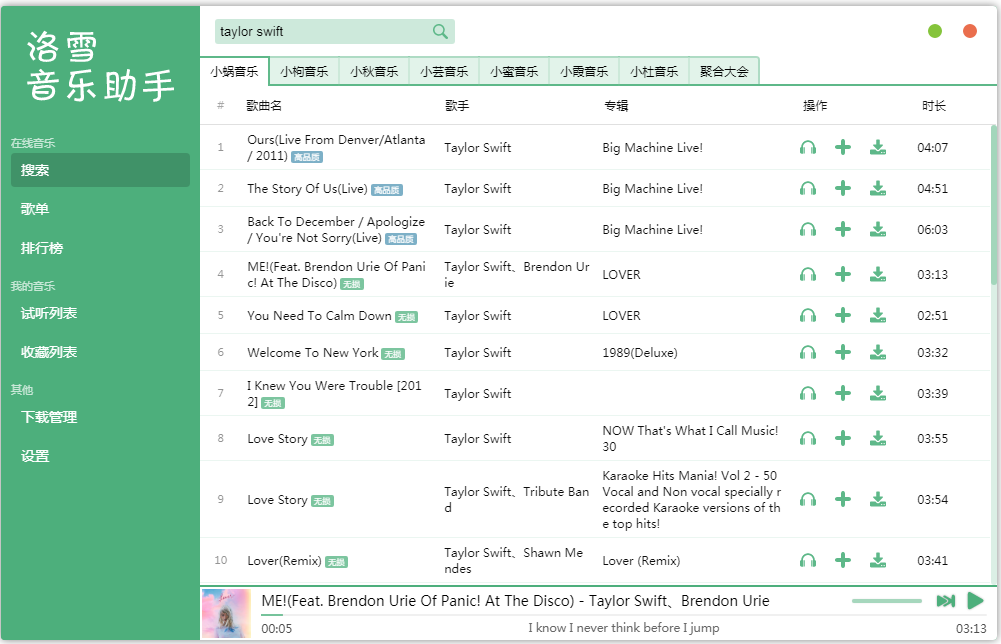 洛雪
音乐助手
在线音乐
搜索
歌单
排行榜
我的音乐
试听列表
收藏列表
其他
下载管理
设置
taylor swift
小蜗音乐 小枸音乐 小秋音乐 小芸音乐 小蜜音乐 小霞音乐 小杜音乐 聚合大会
# 歌曲名 歌手 专辑 操作 时长
1 Ours(Live From Denver/Atlanta
/ 2011) 高品质 Taylor Swift Big Machine Live! 04:07
2 The Story Of Us(Live) 高品质 Taylor Swift Big Machine Live! 04:51
3 Back To December / Apologize
/ You're Not Sorry(Live) 高品质 Taylor Swift Big Machine Live! 06:03
4 ME!(Feat. Brendon Urie Of Pani
c! At The Disco) 无损 Taylor Swift、Brendon Ur
ie LOVER 03:13
5 You Need To Calm Down 无损 Taylor Swift LOVER 02:51
6 Welcome To New York 无损 Taylor Swift 1989(Deluxe) 03:32
7 I Knew You Were Trouble [201
2] 无损 Taylor Swift 03:39
8 Love Story 无损 Taylor Swift NOW That's What I Call Music!
30 03:55
9 Love Story 无损 Taylor Swift、Tribute Ban
d Karaoke Hits Mania! Vol 2 - 50
Vocal and Non vocal specially r
ecorded Karaoke versions of th
e top hits! 03:54
10 Lover(Remix) 无损 Taylor Swift、Shawn Me
ndes Lover (Remix) 03:41
ME!(Feat. Brendon Urie Of Panic! At The Disco) - Taylor Swift、Brendon Urie
00:05 I know I never think before I jump 03:13